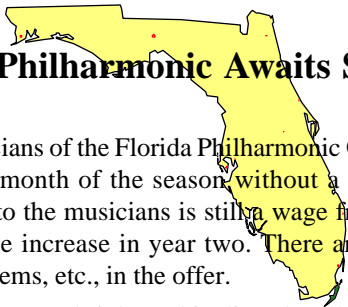 Philharmonic Awaits S
cians of the Florida Philharmonic
month of the season without a
to the musicians is still a wage fr
e increase in year two. There ar
ems, etc., in the offer.